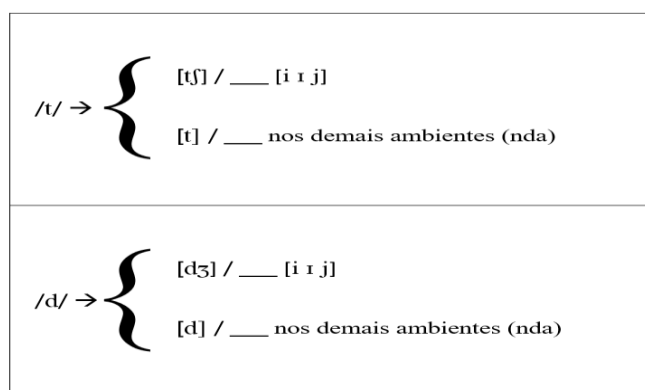 [tʃ] / ___ [i ɪ j]
/t/ →
[t] / ___ nos demais ambientes (nda)
[dʒ] / ___ [i ɪ j]
/d/ →
[d] / ___ nos demais ambientes (nda)